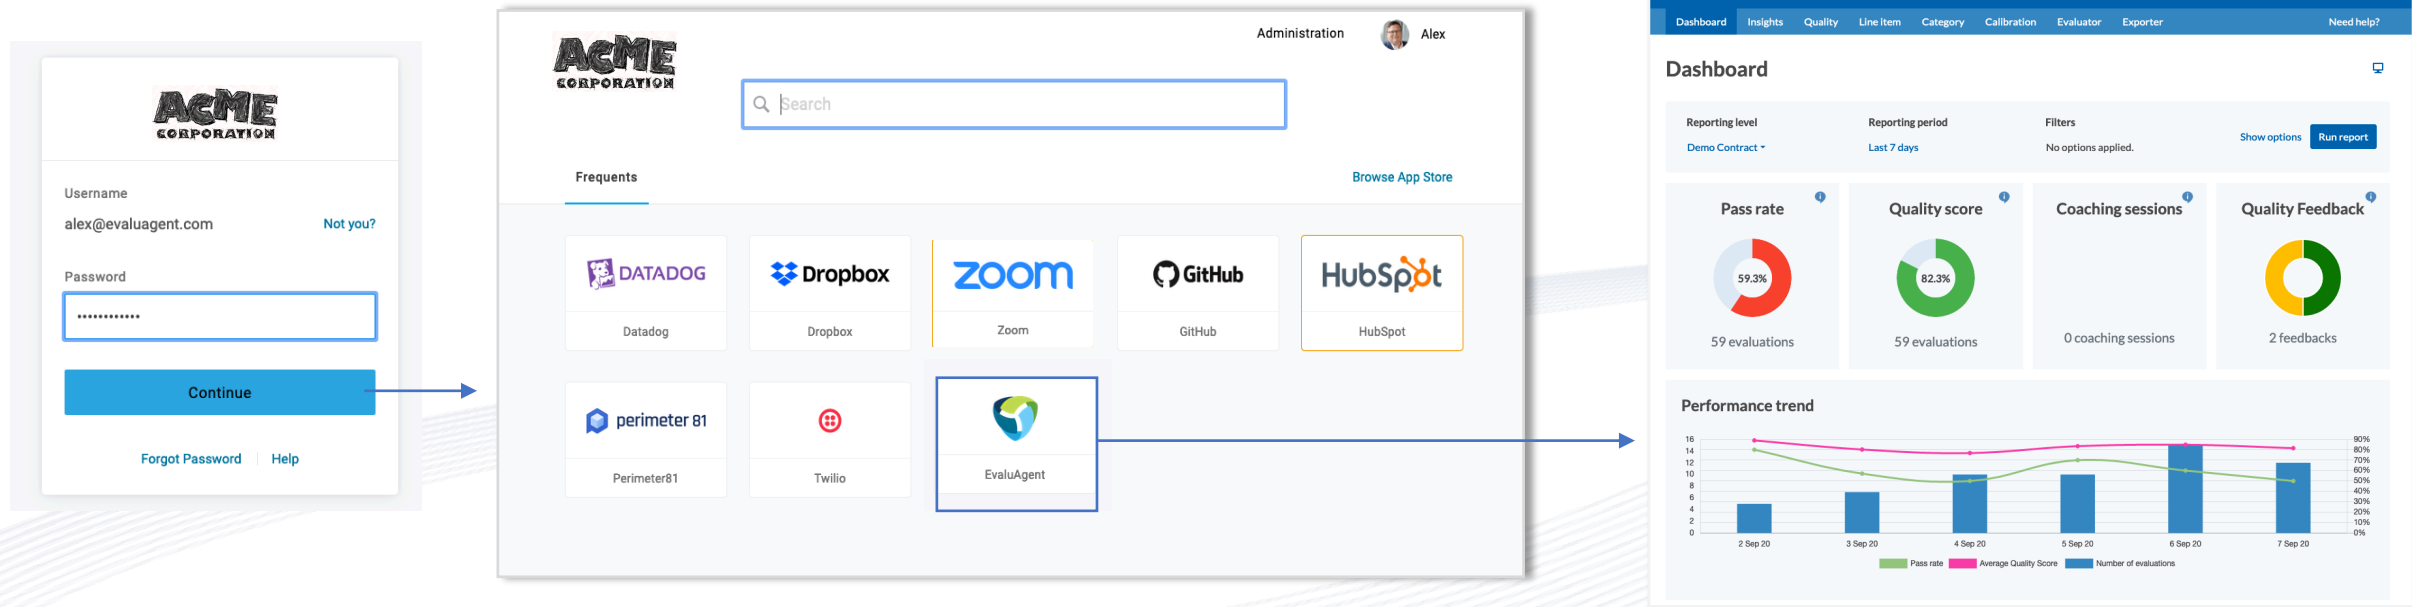 ACME
CORPORATION
Username
alex@evaluagent.com
Not you?
Password
••••••••••••
Continue
Forgot Password
Help
ACME
CORPORATION
Administration
Alex
Search
Frequents
Browse App Store
DATADOG
Datadog
Dropbox
Dropbox
zoom
Zoom
GitHub
GitHub
HubSpot
HubSpot
perimeter 81
Perimeter81
Twilio
EvaluAgent
Dashboard Insights Quality Line Item Category Calibration Evaluator Exporter Need help?
Dashboard
Reporting level
Demo Contract
Reporting period
Last 7 days
Filters
No options applied.
Show options
Run report
Pass rate
59.3%
59 evaluations
Quality score
82.3%
59 evaluations
Coaching sessions
0 coaching sessions
Quality Feedback
2 feedbacks
Performance trend
16
14
12
10
8
6
4
2
0
90%
80%
70%
60%
50%
40%
30%
20%
10%
0%
2 Sep 20
3 Sep 20
4 Sep 20
5 Sep 20
6 Sep 20
7 Sep 20
Pass rate
Average Quality Score
Number of evaluations